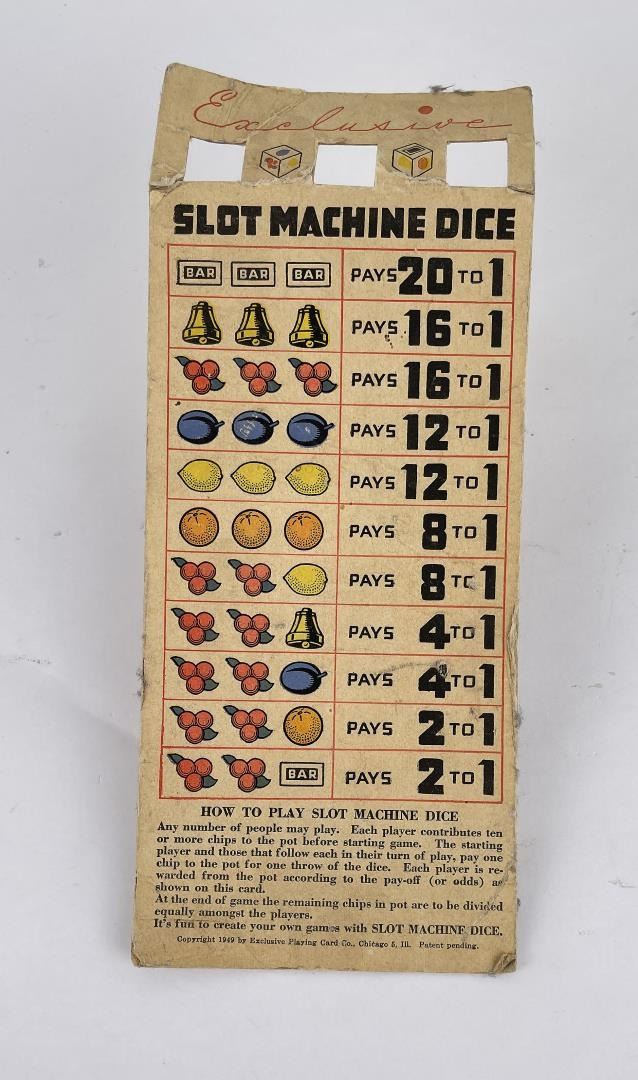 Exclusive
SLOT MACHINE DICE
BAR BAR BAR PAYS 20 TO 1
PAYS 16 TO 1
PAYS 16 TO 1
PAYS 12 TO 1
PAYS 12 TO 1
PAYS 8 TO 1
PAYS 8 TO 1
PAYS 4 TO 1
PAYS 4 TO 1
PAYS 2 TO 1
BAR PAYS 2 TO 1
HOW TO PLAY SLOT MACHINE DICE
Any number of people may play. Each player contributes ten
or more chips to the pot before starting game. The starting
player and those that follow each in their turn of play, pay one
chip to the pot for one throw of the dice. Each player is re-
warded from the pot according to the pay-off (or odds) as
shown on this card.
At the end of game the remaining chips in pot are to be divided
equally amongst the players.
It's fun to create your own games with SLOT MACHINE DICE.
Copyright 1949 by Exclusive Playing Card Co., Chicago 5, Ill. Patent pending.